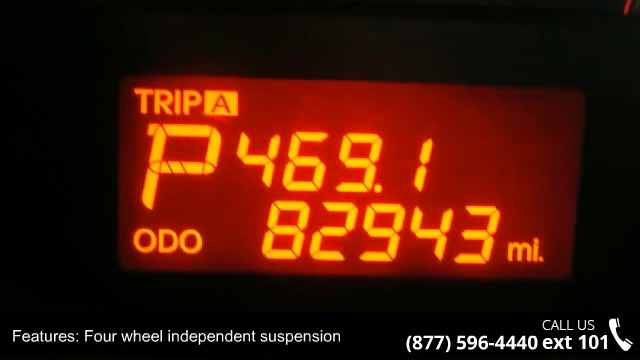 TRIP A
P 469.1
ODO 82943 mi.
CALL US
Features: Four wheel independent suspension
(877) 596-4440 ext 101